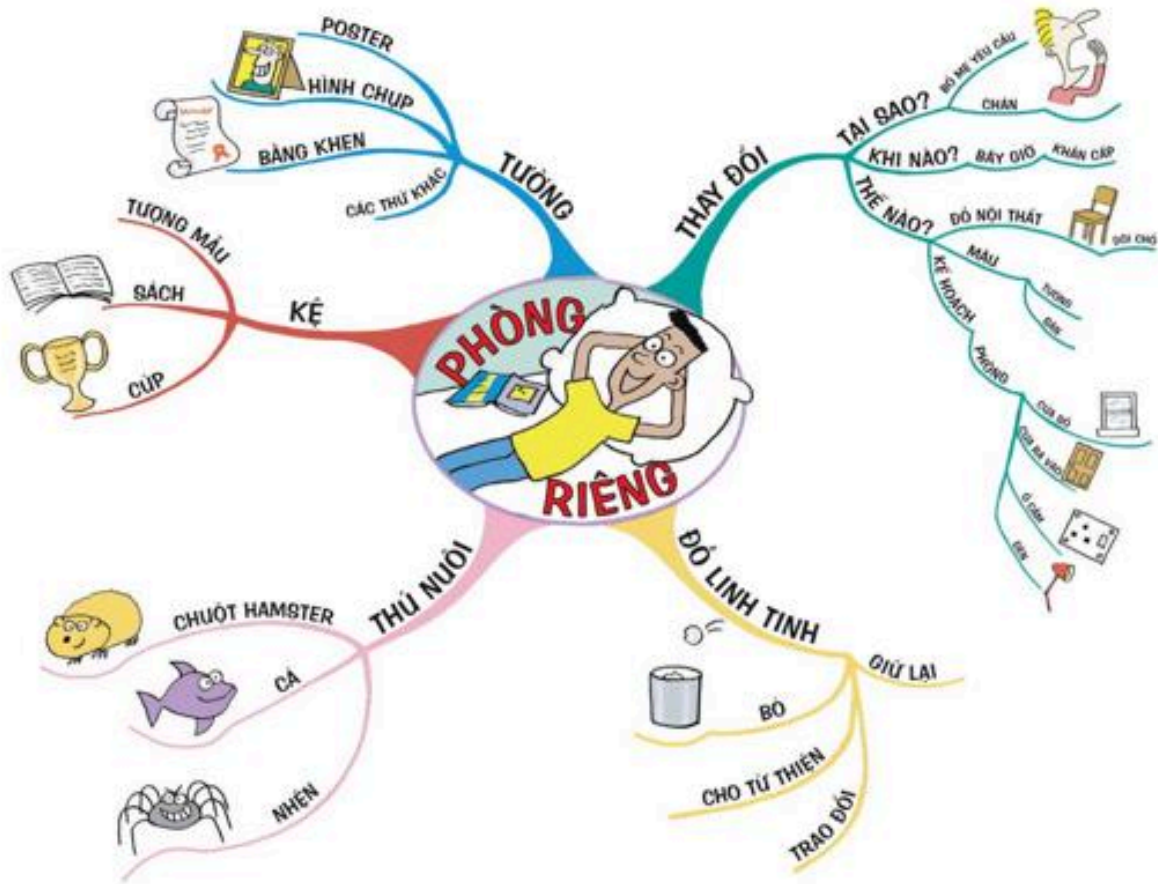 PHÒNG
RIÊNG
TƯỜNG
POSTER
HÌNH CHỤP
BẰNG KHEN
CÁC THỨ KHÁC
KỆ
TƯỢNG MẪU
SÁCH
CÚP
THÚ NUÔI
CHUỘT HAMSTER
CÁ
NHỆN
ĐỒ LINH TINH
GIỮ LẠI
BỎ
CHO TỪ THIỆN
TRAO ĐỔI
THAY ĐỔI
TẠI SAO?
BỐ MẸ YÊU CẦU
CHÁN
KHI NÀO?
BÂY GIỜ
KHẨN CẤP
THẾ NÀO?
ĐỒ NỘI THẤT
ĐỔI CHỖ
MÀU
TƯỜNG
KẾ HOẠCH
PHÒNG
CỬA SỔ
CỬA RA VÀO
Ổ CẮM
ĐÈN